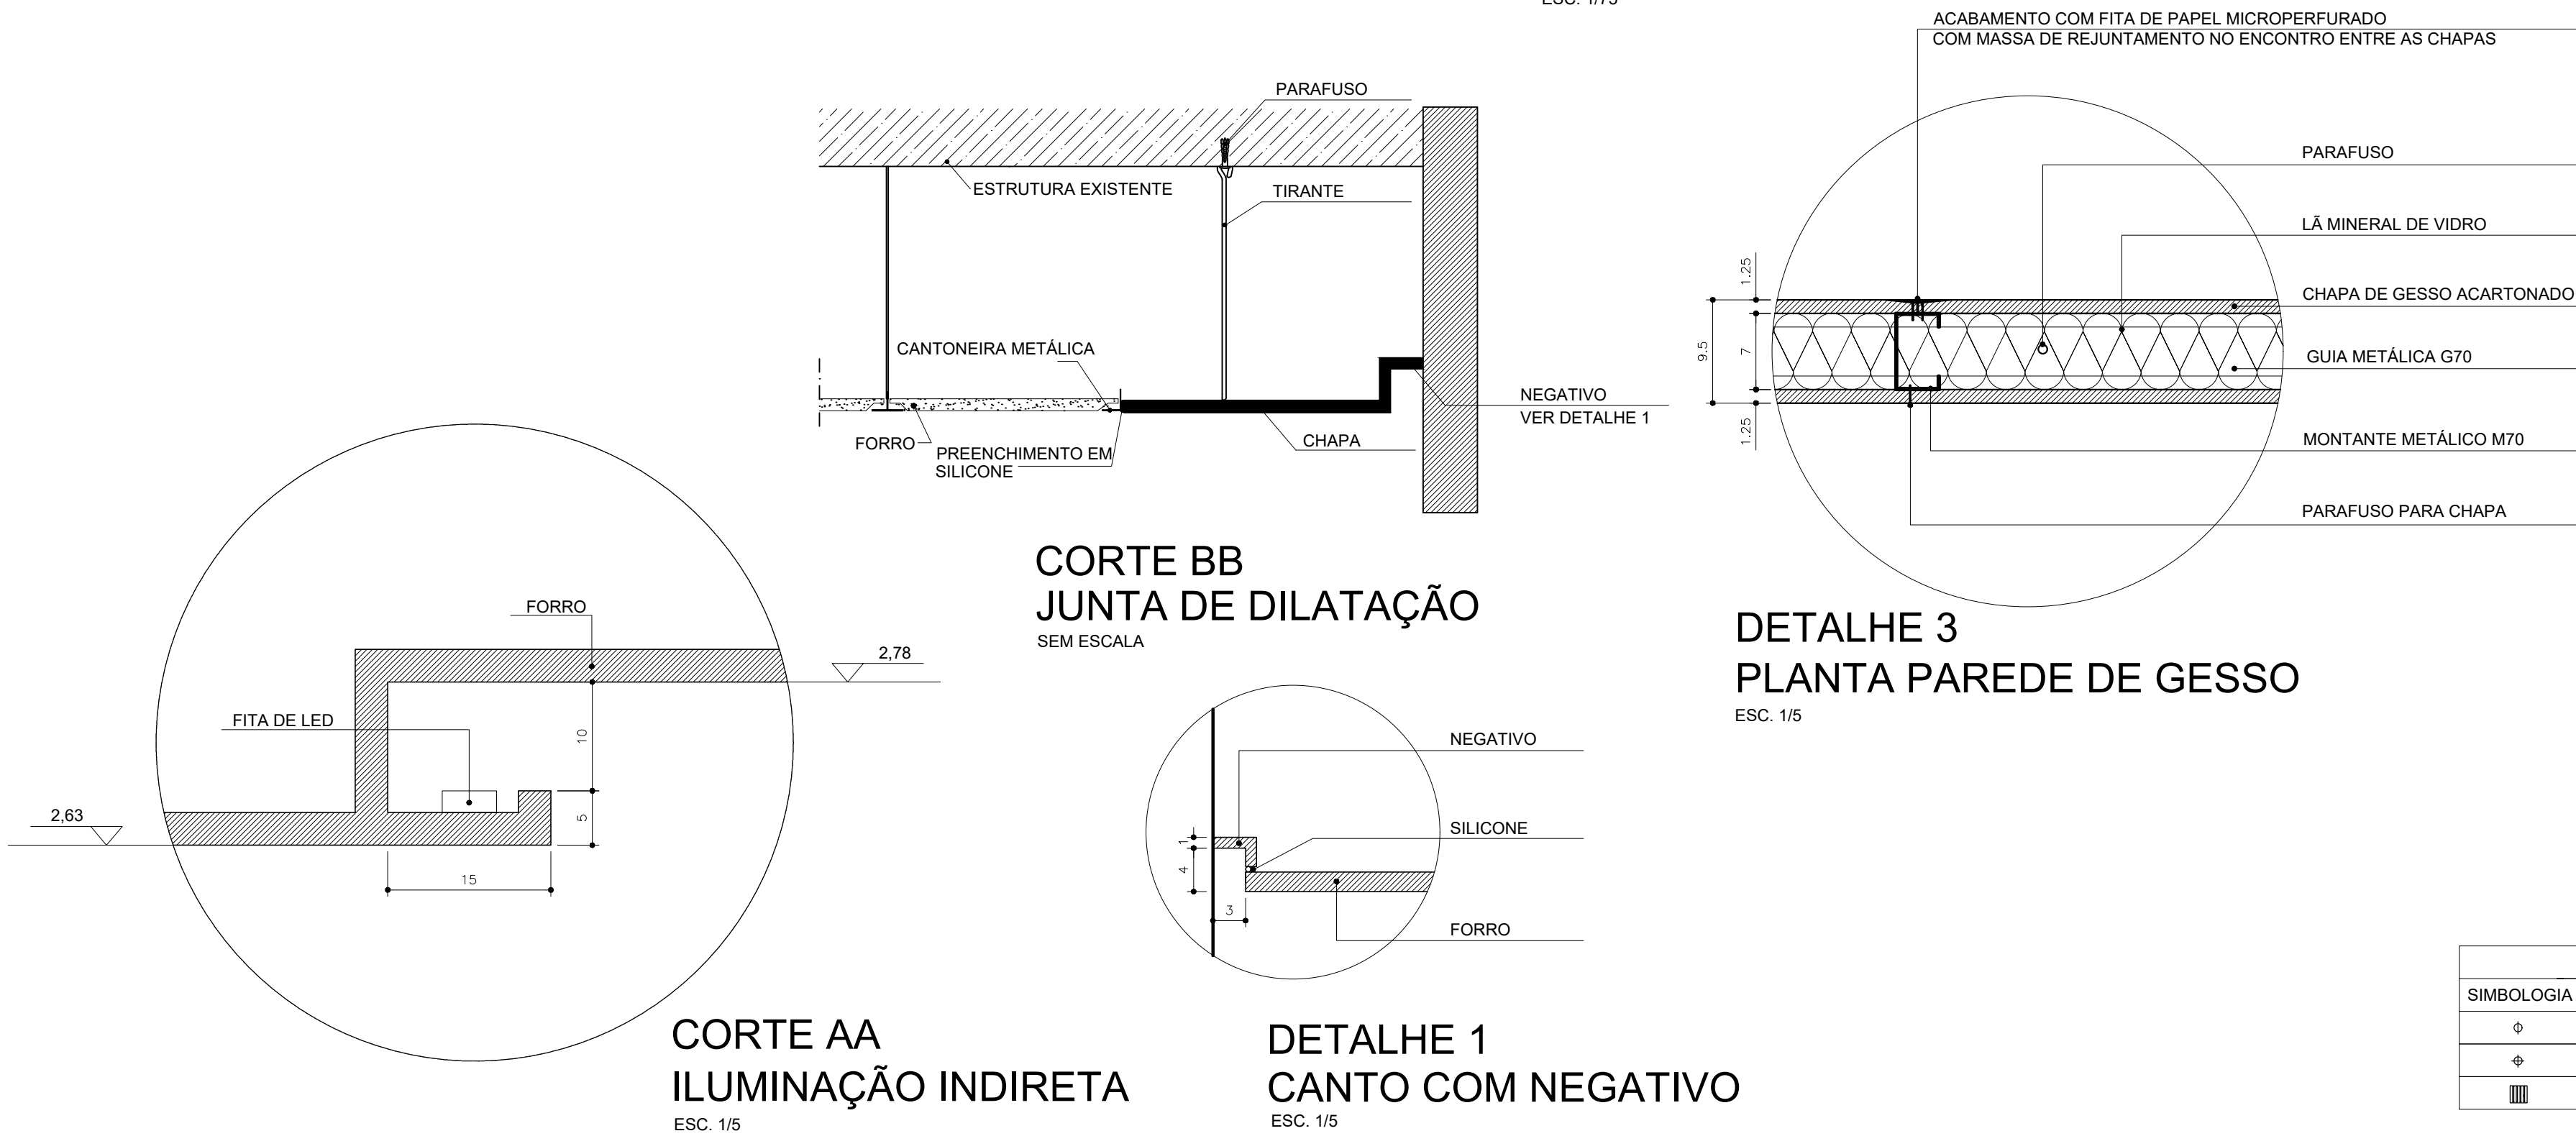 ESC. 1/75
ACABAMENTO COM FITA DE PAPEL MICROPERFURADO
COM MASSA DE REJUNTAMENTO NO ENCONTRO ENTRE AS CHAPAS
PARAFUSO
ESTRUTURA EXISTENTE
TIRANTE
CANTONEIRA METÁLICA
NEGATIVO
VER DETALHE 1
FORRO
PREENCHIMENTO EM
SILICONE
CHAPA
CORTE BB
JUNTA DE DILATAÇÃO
SEM ESCALA
PARAFUSO
LÃ MINERAL DE VIDRO
CHAPA DE GESSO ACARTONADO
GUIA METÁLICA G70
MONTANTE METÁLICO M70
PARAFUSO PARA CHAPA
1.25
9.5
7
1.25
DETALHE 3
PLANTA PAREDE DE GESSO
ESC. 1/5
FORRO
2,78
FITA DE LED
10
5
2,63
15
CORTE AA
ILUMINAÇÃO INDIRETA
ESC. 1/5
NEGATIVO
SILICONE
1
4
3
FORRO
DETALHE 1
CANTO COM NEGATIVO
ESC. 1/5
SIMBOLOGIA